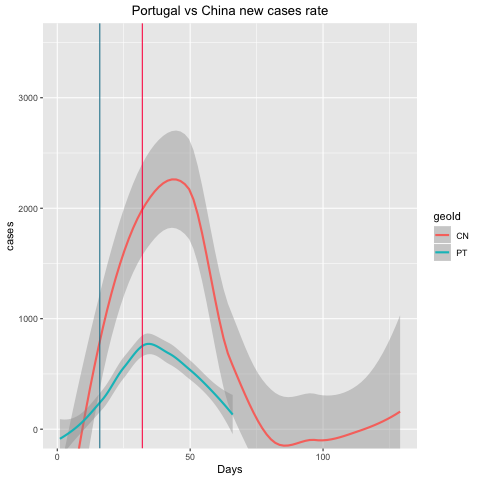 Portugal vs China new cases rate
3000
2000
1000
0
cases
0
50
100
Days
geoId
CN
PT